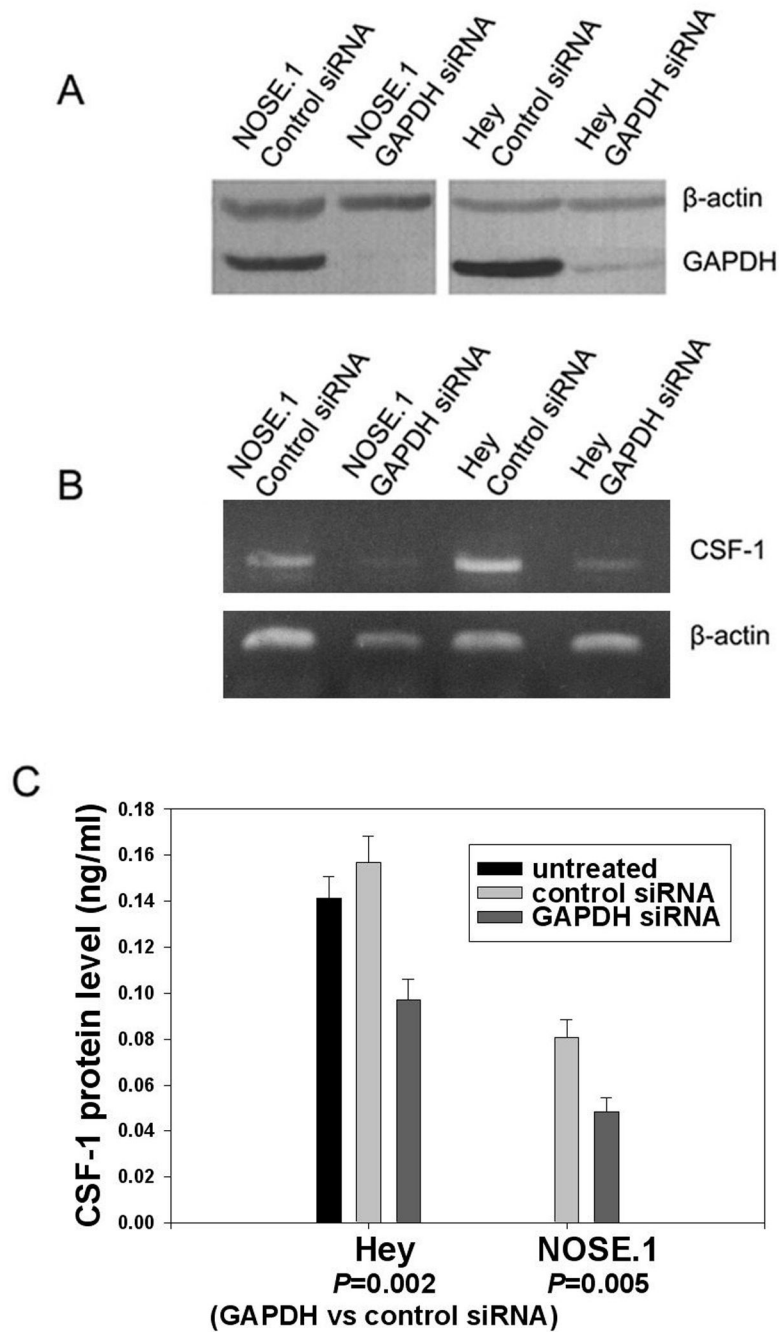 A
NOSE.1
Control siRNA
NOSE.1
GAPDH siRNA
Hey
Control siRNA
Hey
GAPDH siRNA
β-actin
GAPDH
B
NOSE.1
Control siRNA
NOSE.1
GAPDH siRNA
Hey
Control siRNA
Hey
GAPDH siRNA
CSF-1
β-actin
C
CSF-1 protein level (ng/ml)
0.18
0.16
0.14
0.12
0.10
0.08
0.06
0.04
0.02
0.00
untreated
control siRNA
GAPDH siRNA
Hey
NOSE.1
P=0.002
P=0.005
(GAPDH vs control siRNA)